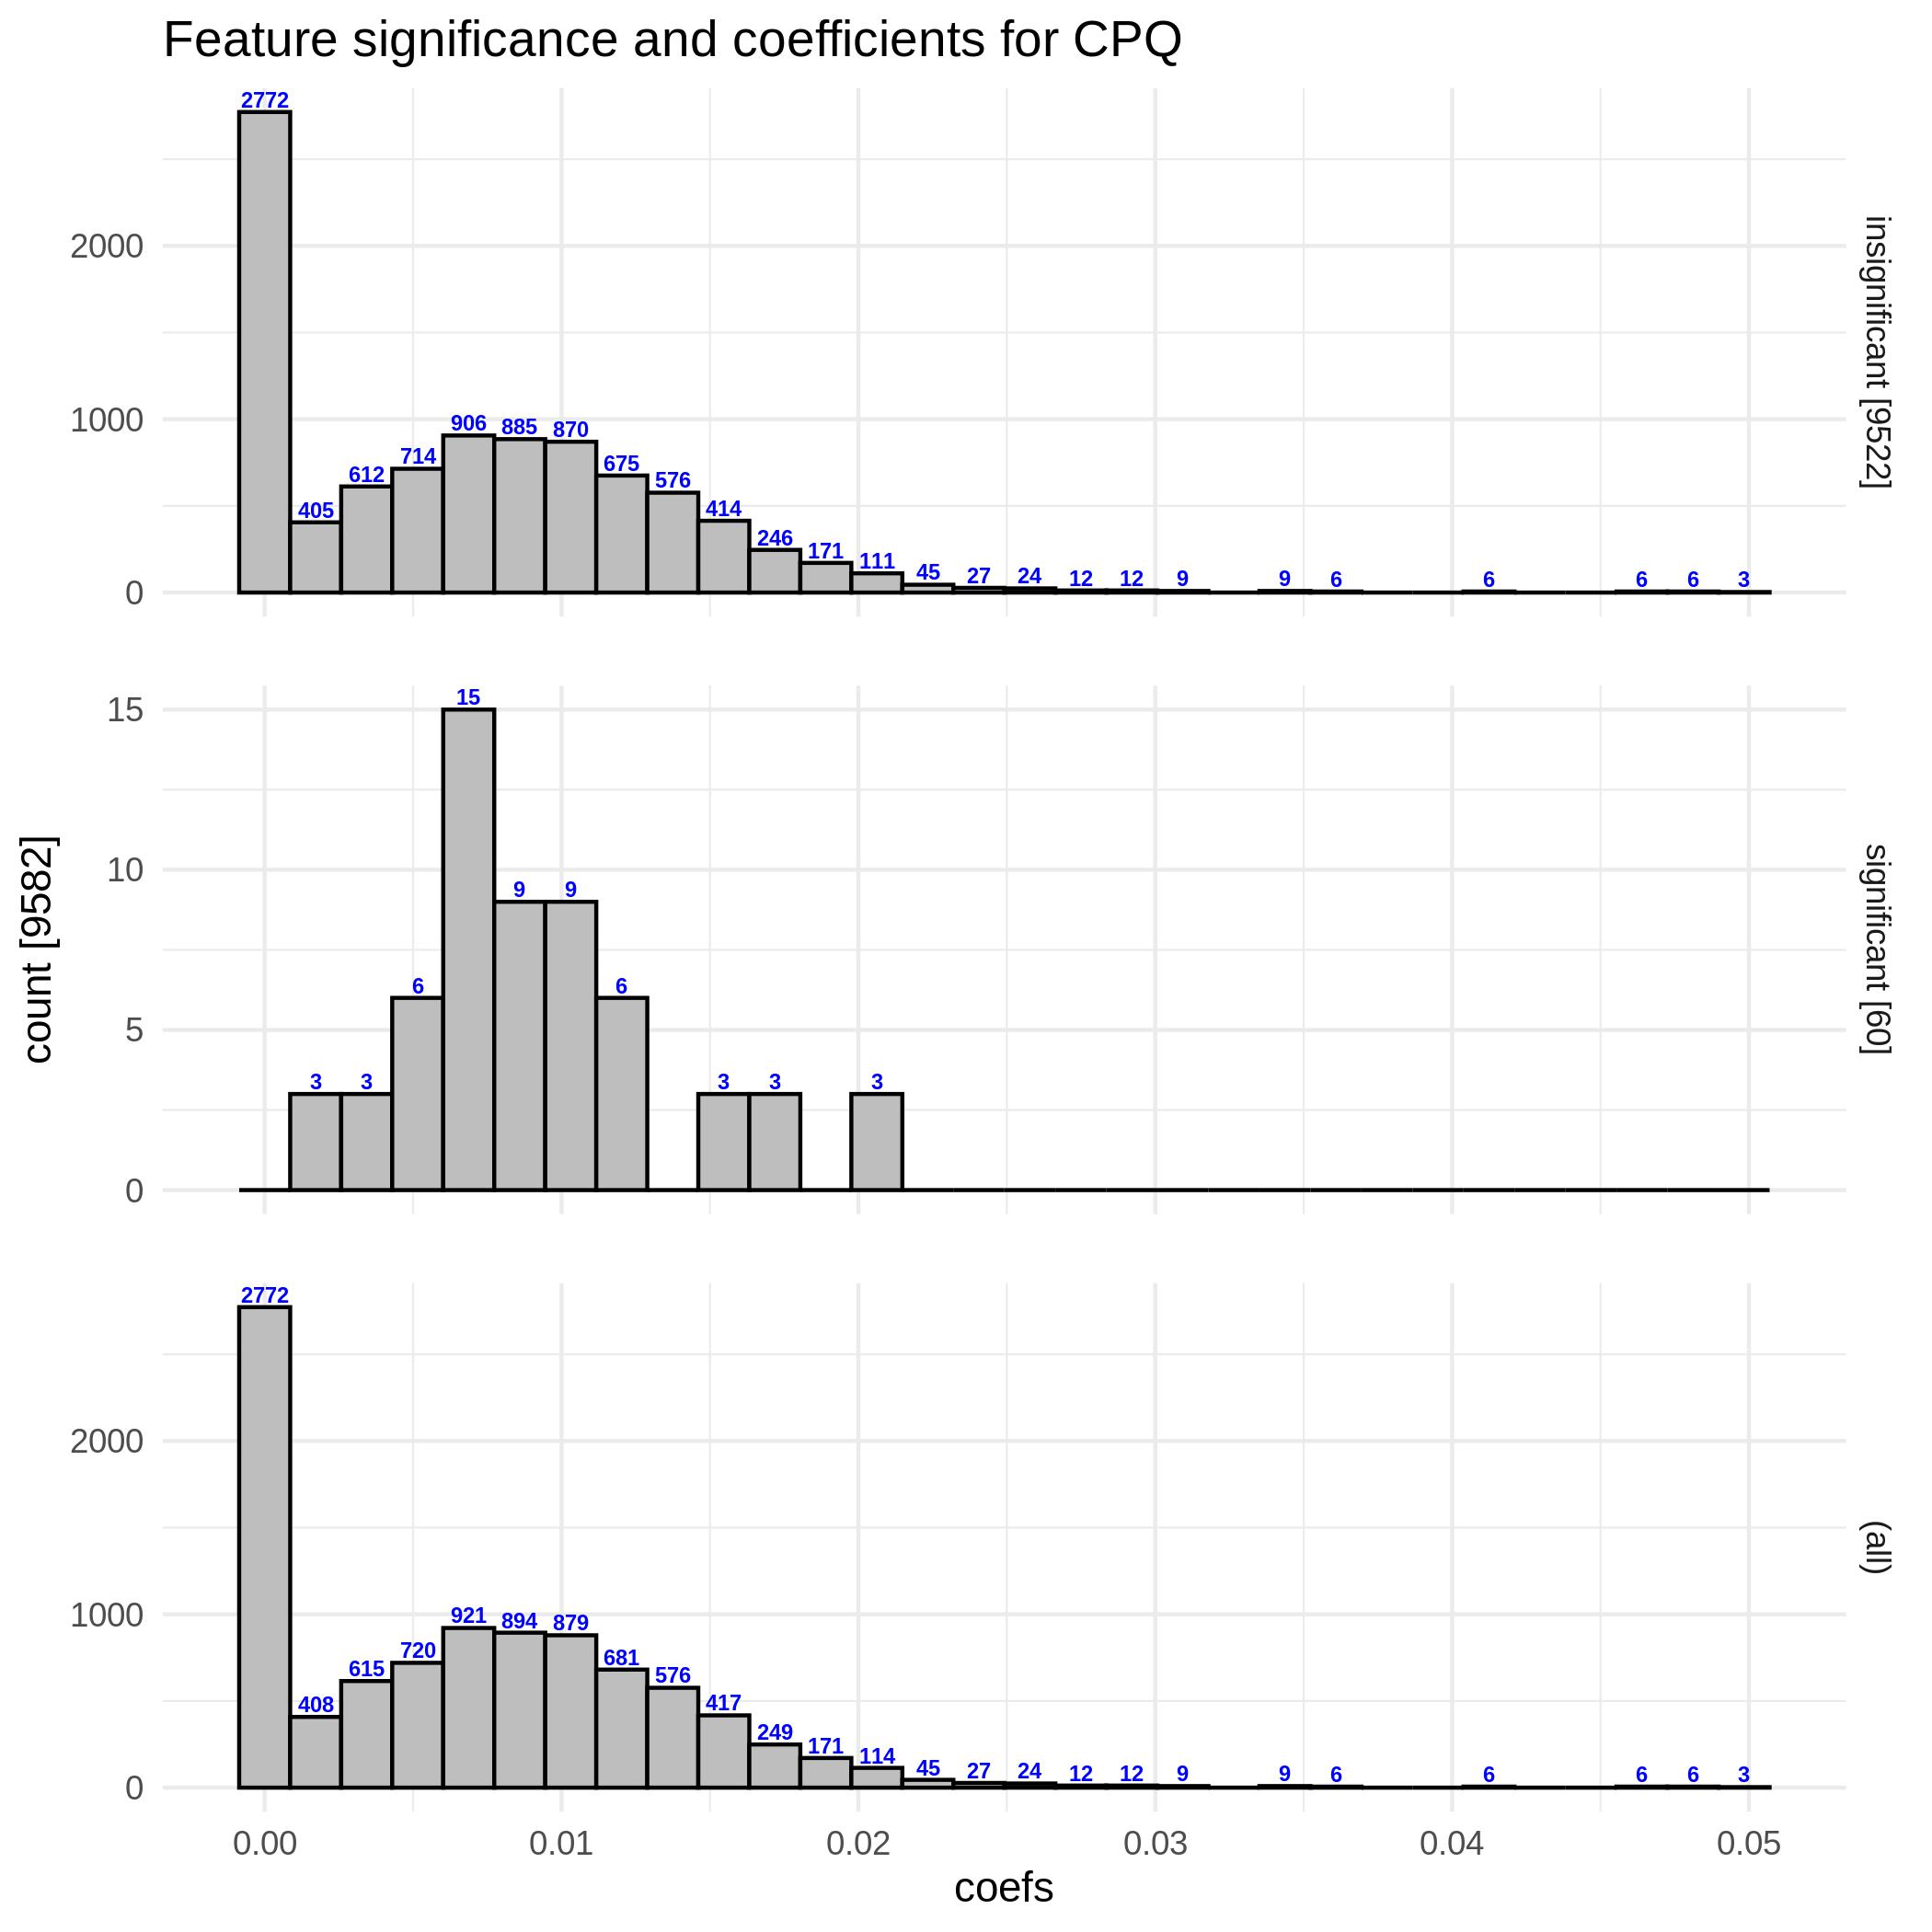 Feature significance and coefficients for CPQ
2772
405 612 714 906 885 870 675 576 414 246 171 111 45 27 24 12 12 9 9 6 6 6 6 3
2000
1000
0
insignificant [9522]
3 3 6 15 9 9 6 3 3 3
15
10
5
0
significant [60]
count [9582]
2772
408 615 720 921 894 879 681 576 417 249 171 114 45 27 24 12 12 9 9 6 6 6 6 3
2000
1000
0
(all)
0.00 0.01 0.02 0.03 0.04 0.05
coefs